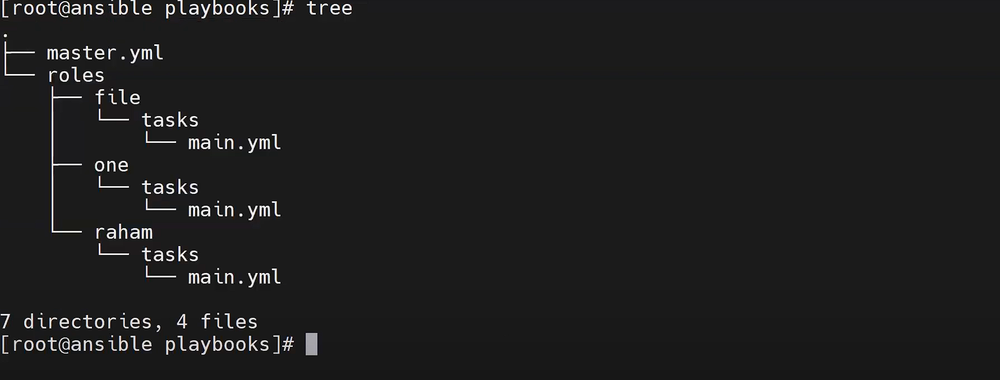 [root@ansible playbooks]# tree
.
├── master.yml
└── roles
    ├── file
    │   └── tasks
    │       └── main.yml
    ├── one
    │   └── tasks
    │       └── main.yml
    └── raham
        └── tasks
            └── main.yml
7 directories, 4 files
[root@ansible playbooks]#